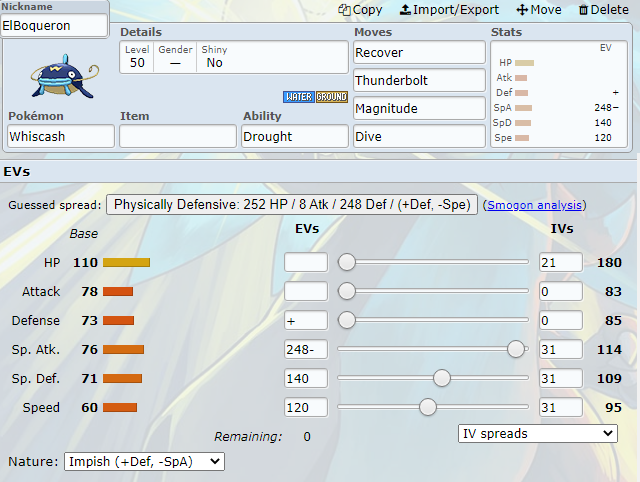 Nickname
Copy Import/Export Move Delete
ElBoqueron
Details
Moves
Stats
Level Gender Shiny
50 — No
Recover
EV
HP
Thunderbolt
Atk
Def +
WATER GROUND
Magnitude
SpA 248−
Pokémon Item Ability
SpD 140
Whiscash Drought Dive
Spe 120
EVs
Guessed spread: Physically Defensive: 252 HP / 8 Atk / 248 Def / (+Def, -Spe) (Smogon analysis)
Base EVs IVs
HP 110 21 180
Attack 78 0 83
Defense 73 + 0 85
Sp. Atk. 76 248- 31 114
Sp. Def. 71 140 31 109
Speed 60 120 31 95
Remaining: 0 IV spreads
Nature: Impish (+Def, -SpA)